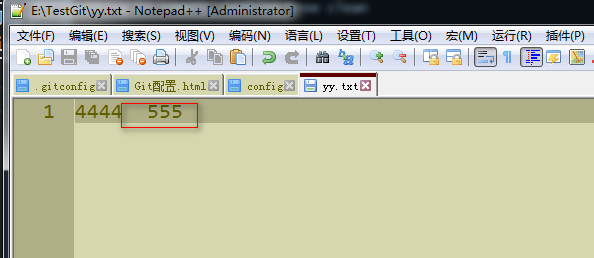 E:\TestGit\yy.txt - Notepad++ [Administrator]
文件(F) 编辑(E) 搜索(S) 视图(V) 编码(N) 语言(L) 设置(T) 工具(O) 宏(M) 运行(R) 插件(P)
.gitconfig Git配置.html config yy.txt
1 4444 555